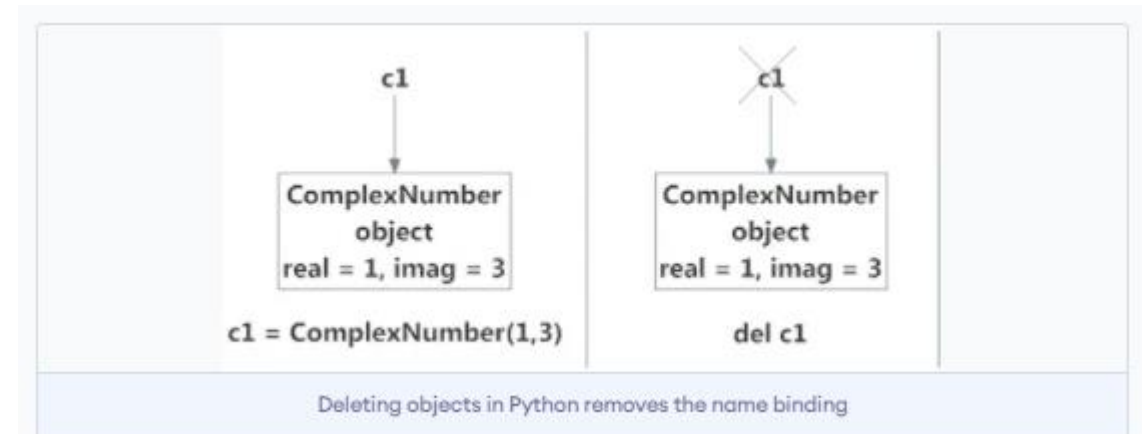 c1
ComplexNumber
object
real = 1, imag = 3
c1 = ComplexNumber(1,3)
c1
ComplexNumber
object
real = 1, imag = 3
del c1
Deleting objects in Python removes the name binding